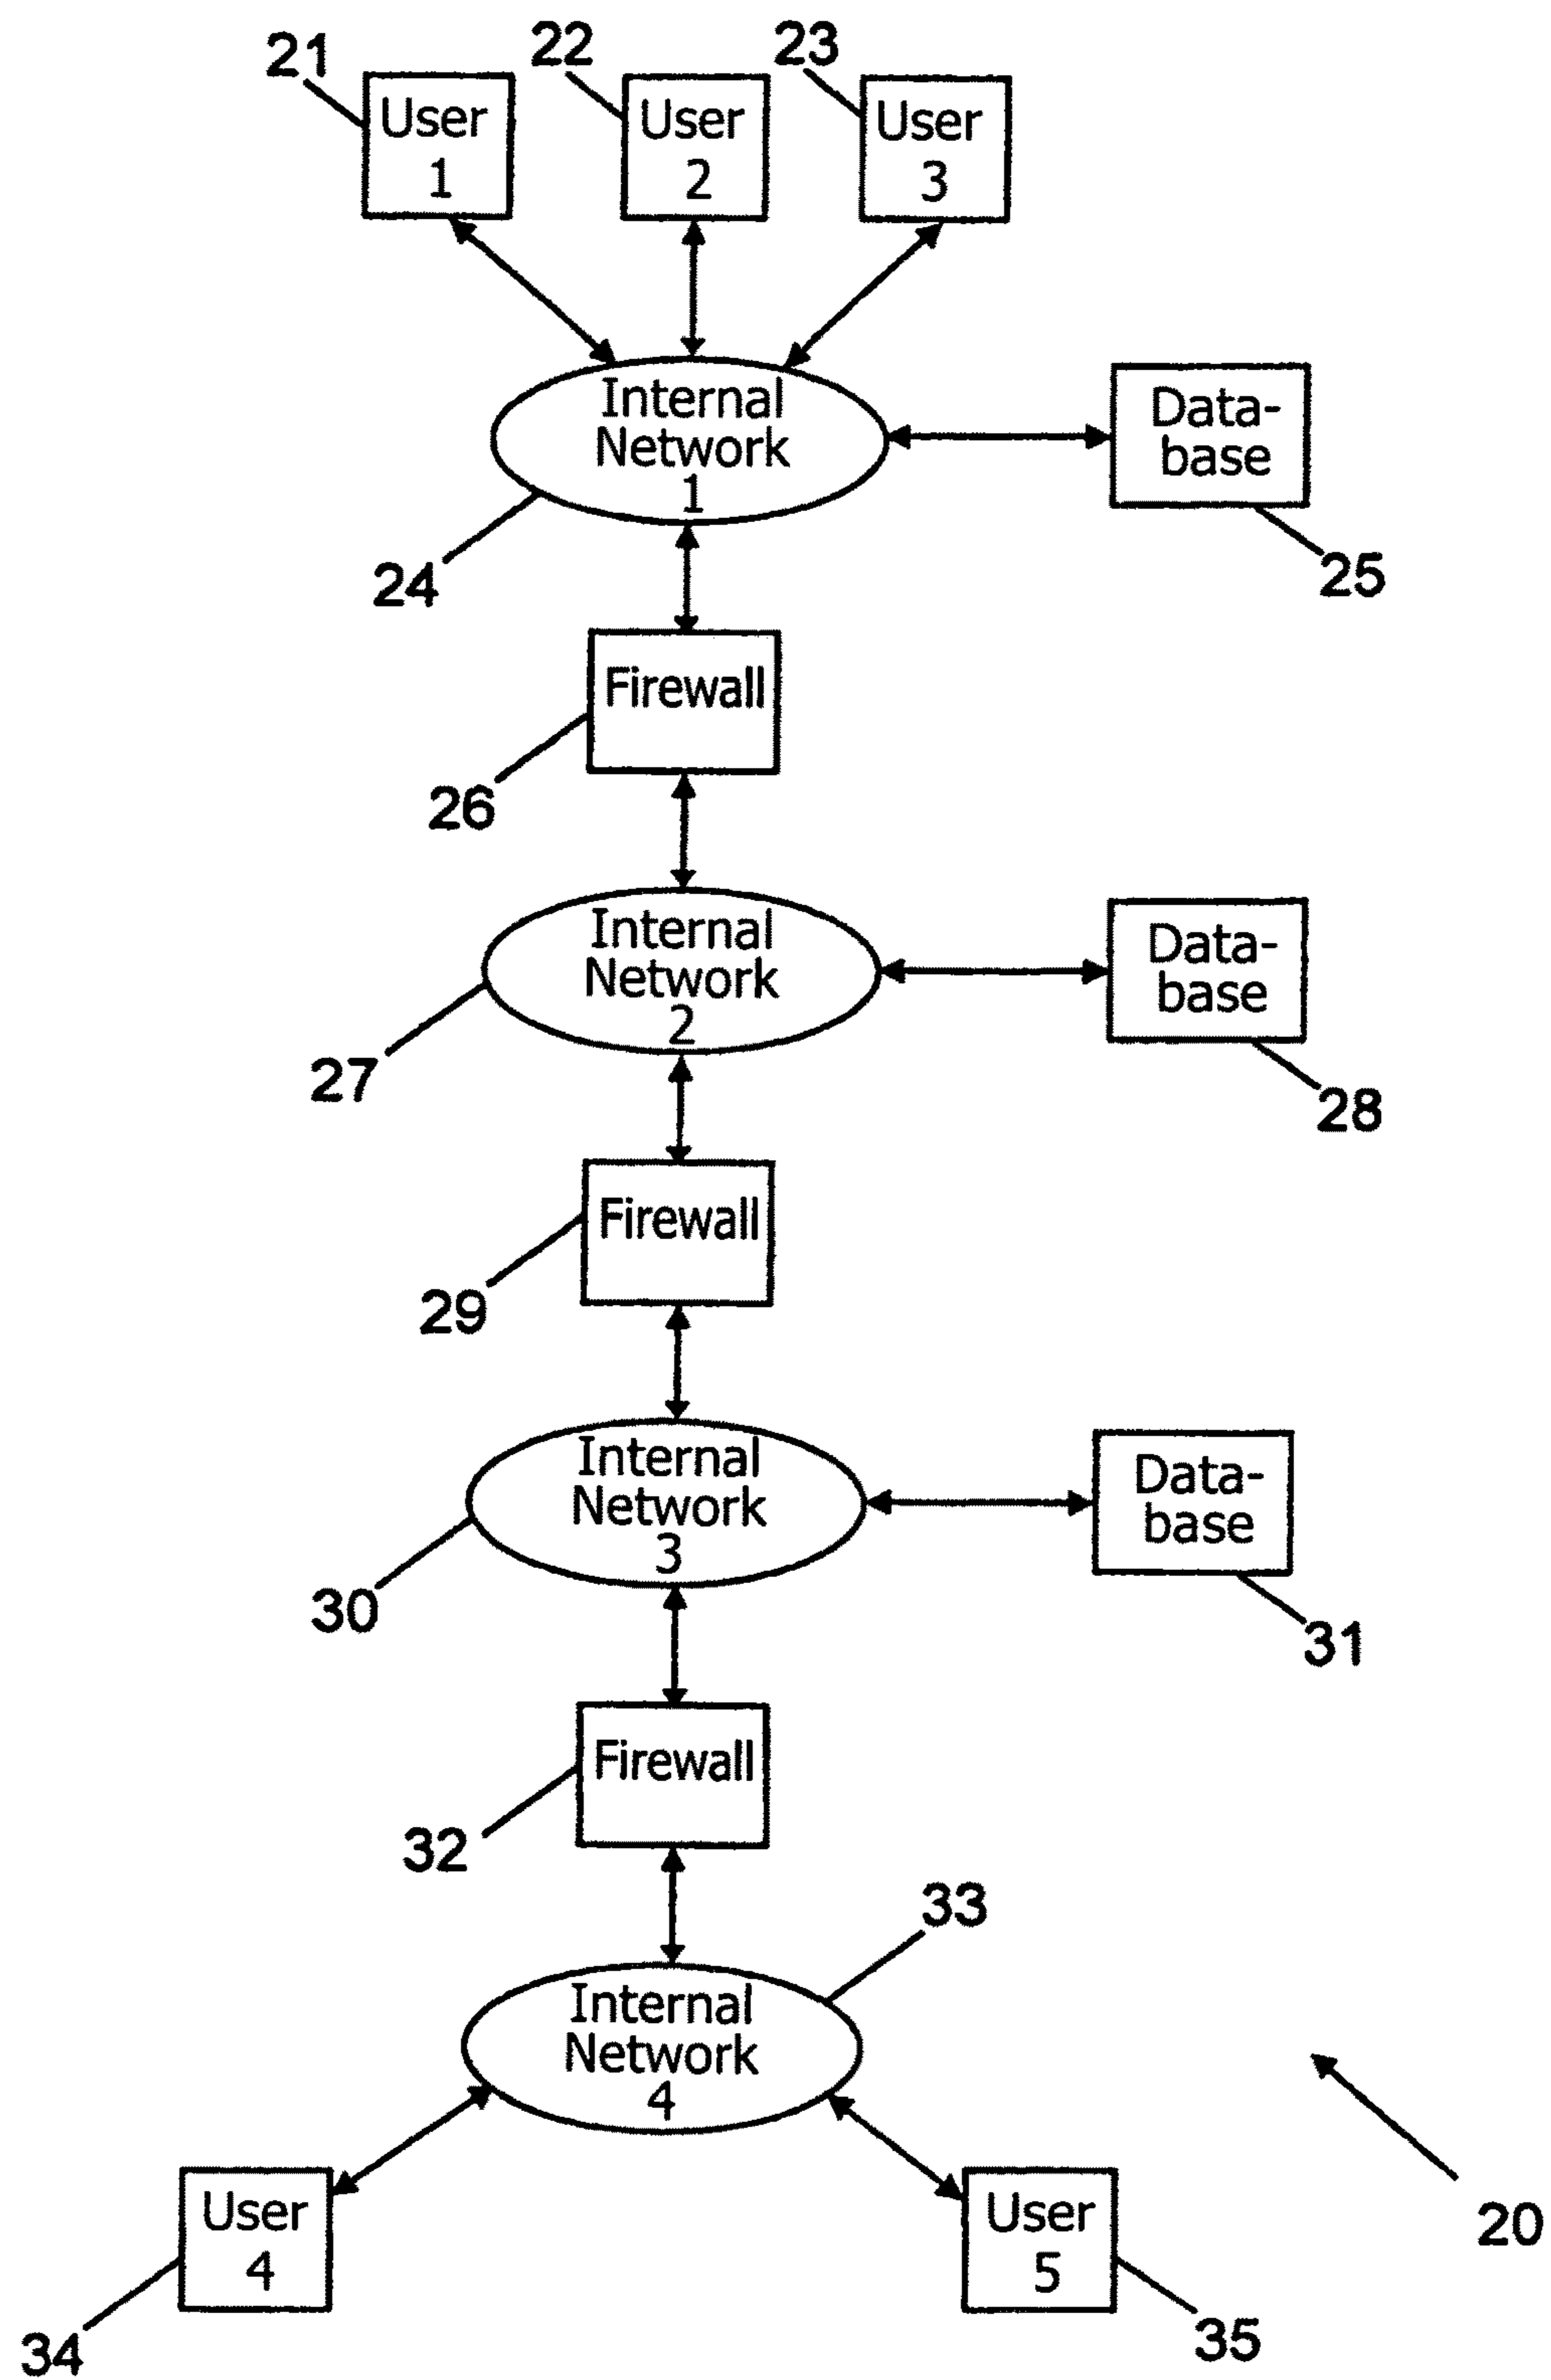 21
22
23
User
1
User
2
User
3
Internal
Network
1
Data-
base
24
25
Firewall
26
Internal
Network
2
Data-
base
27
28
Firewall
29
Internal
Network
3
Data-
base
30
31
Firewall
32
33
Internal
Network
4
User
4
User
5
20
34
35